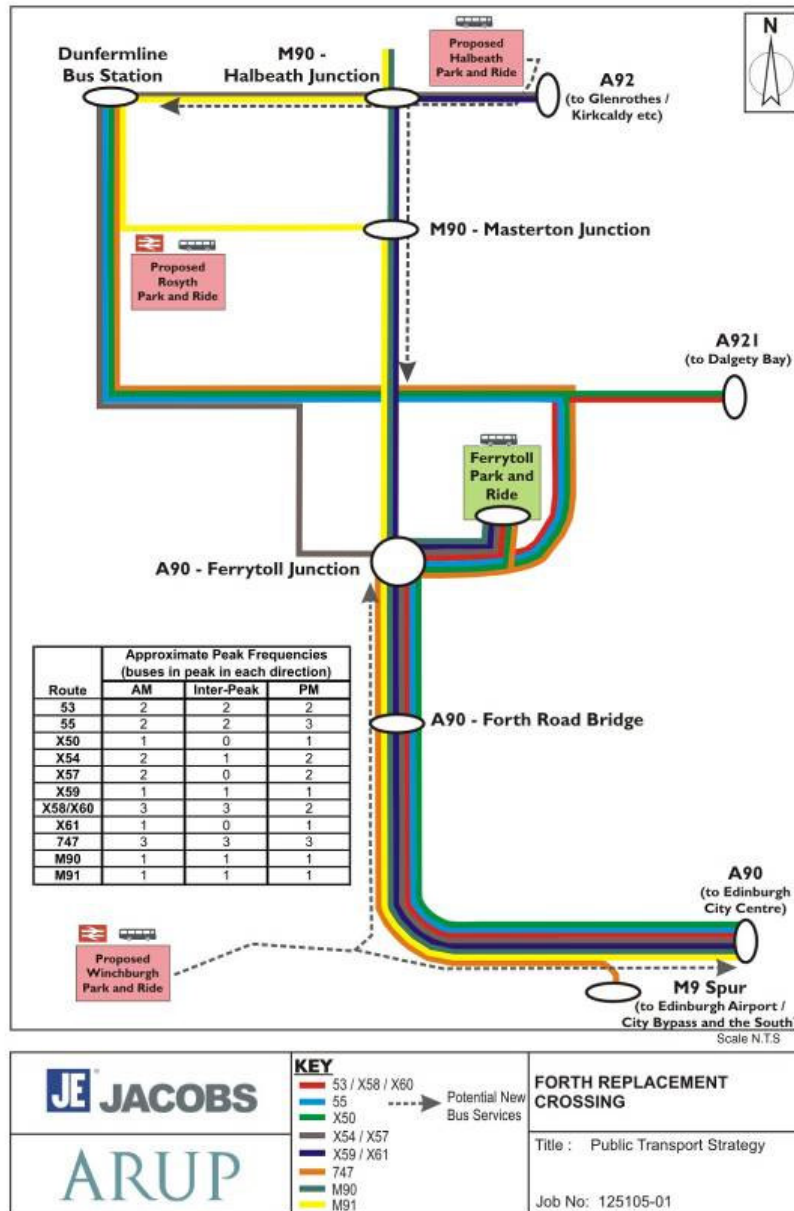 N
Dunfermline
Bus Station
M90 -
Halbeath Junction
Proposed
Halbeath
Park and Ride
A92
(to Glenrothes /
Kirkcaldy etc)
M90 - Masterton Junction
Proposed
Rosyth
Park and Ride
A921
(to Dalgety Bay)
Ferrytoll
Park and
Ride
A90 - Ferrytoll Junction
Approximate Peak Frequencies
(buses in peak in each direction)
Route AM Inter-Peak PM
53 2 2 2
55 2 2 3
X50 1 0 1
X54 2 1 2
X57 2 0 2
X59 1 1 1
X58/X60 3 3 2
X61 1 0 1
747 3 3 3
M90 1 1 1
M91 1 1 1
A90 - Forth Road Bridge
A90
(to Edinburgh
City Centre)
Proposed
Winchburgh
Park and Ride
M9 Spur
(to Edinburgh Airport /
City Bypass and the South
Scale N.T.S
JE JACOBS
ARUP
KEY
53 / X58 / X60
55
X50
X54 / X57
X59 / X61
747
M90
M91
Potential New
Bus Services
FORTH REPLACEMENT
CROSSING
Title : Public Transport Strategy
Job No: 125105-01